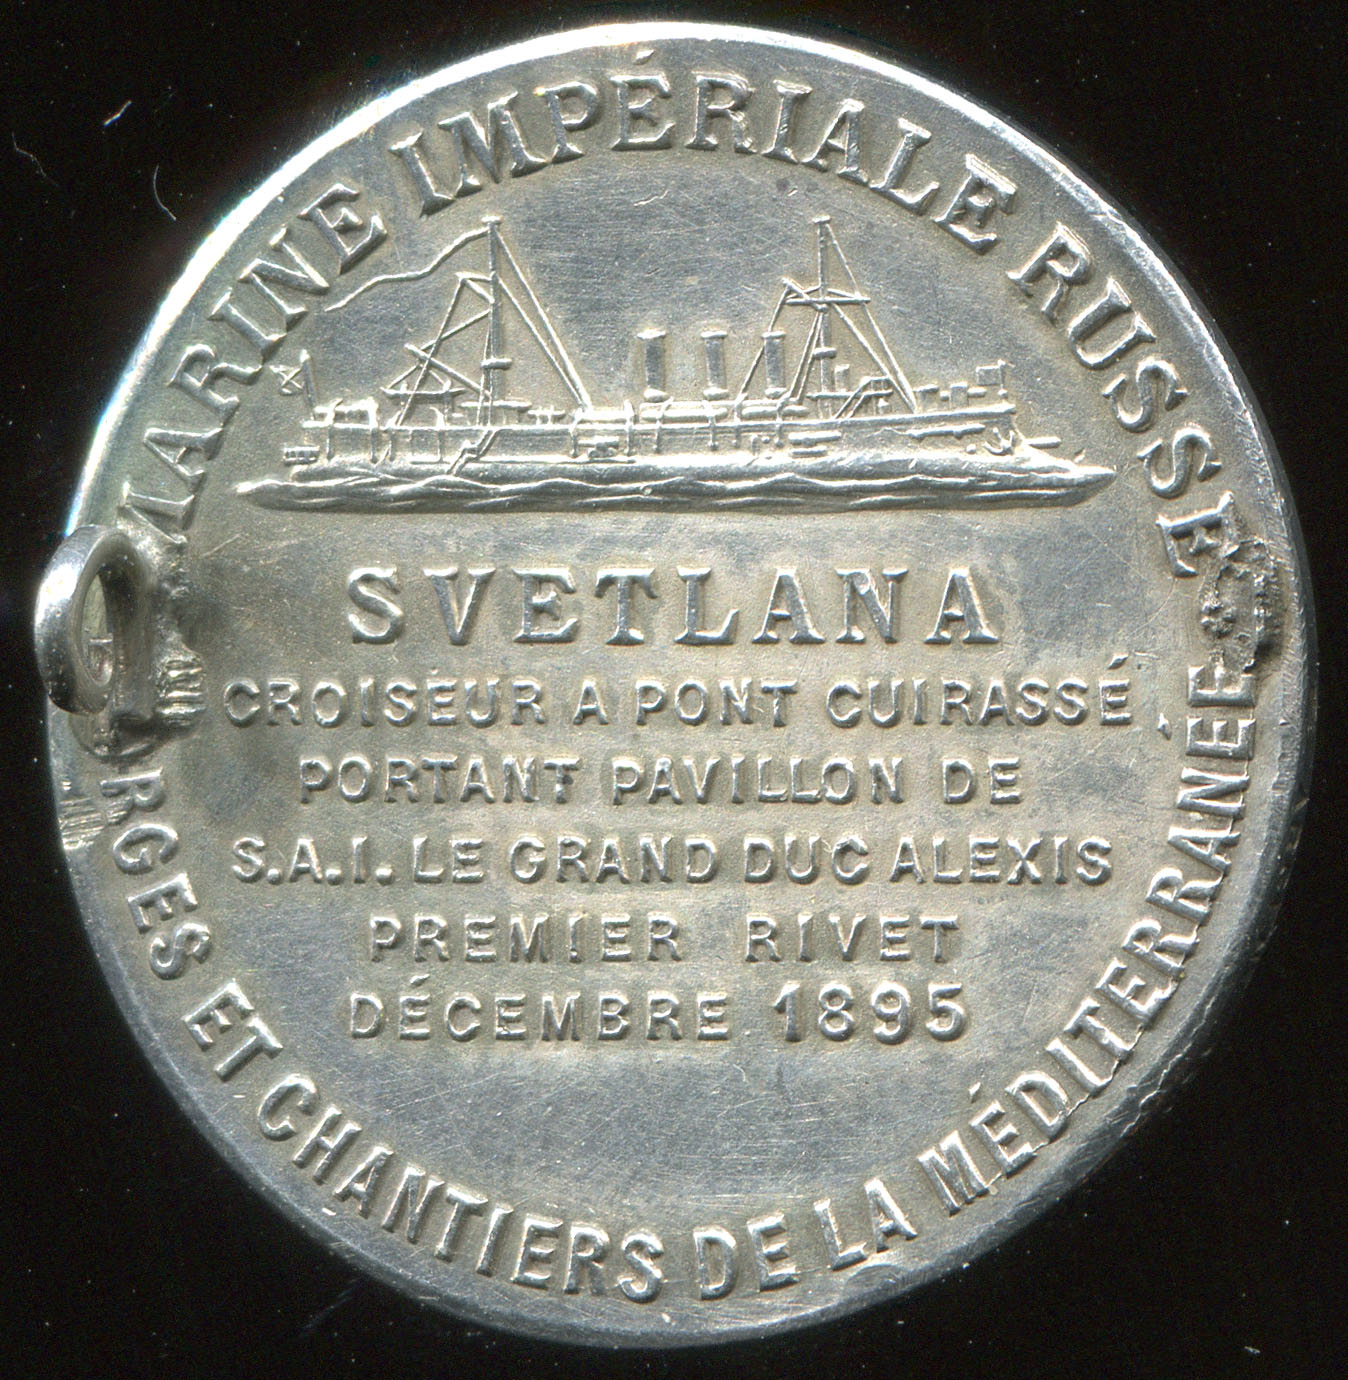 MARINE IMPÉRIALE RUSSE
SVETLANA
CROISEUR A PONT CUIRASSÉ
PORTANT PAVILLON DE
S.A.I. LE GRAND DUC ALEXIS
PREMIER RIVET
DÉCEMBRE 1895
RGES ET CHANTIERS DE LA MÉDITERRANÉE